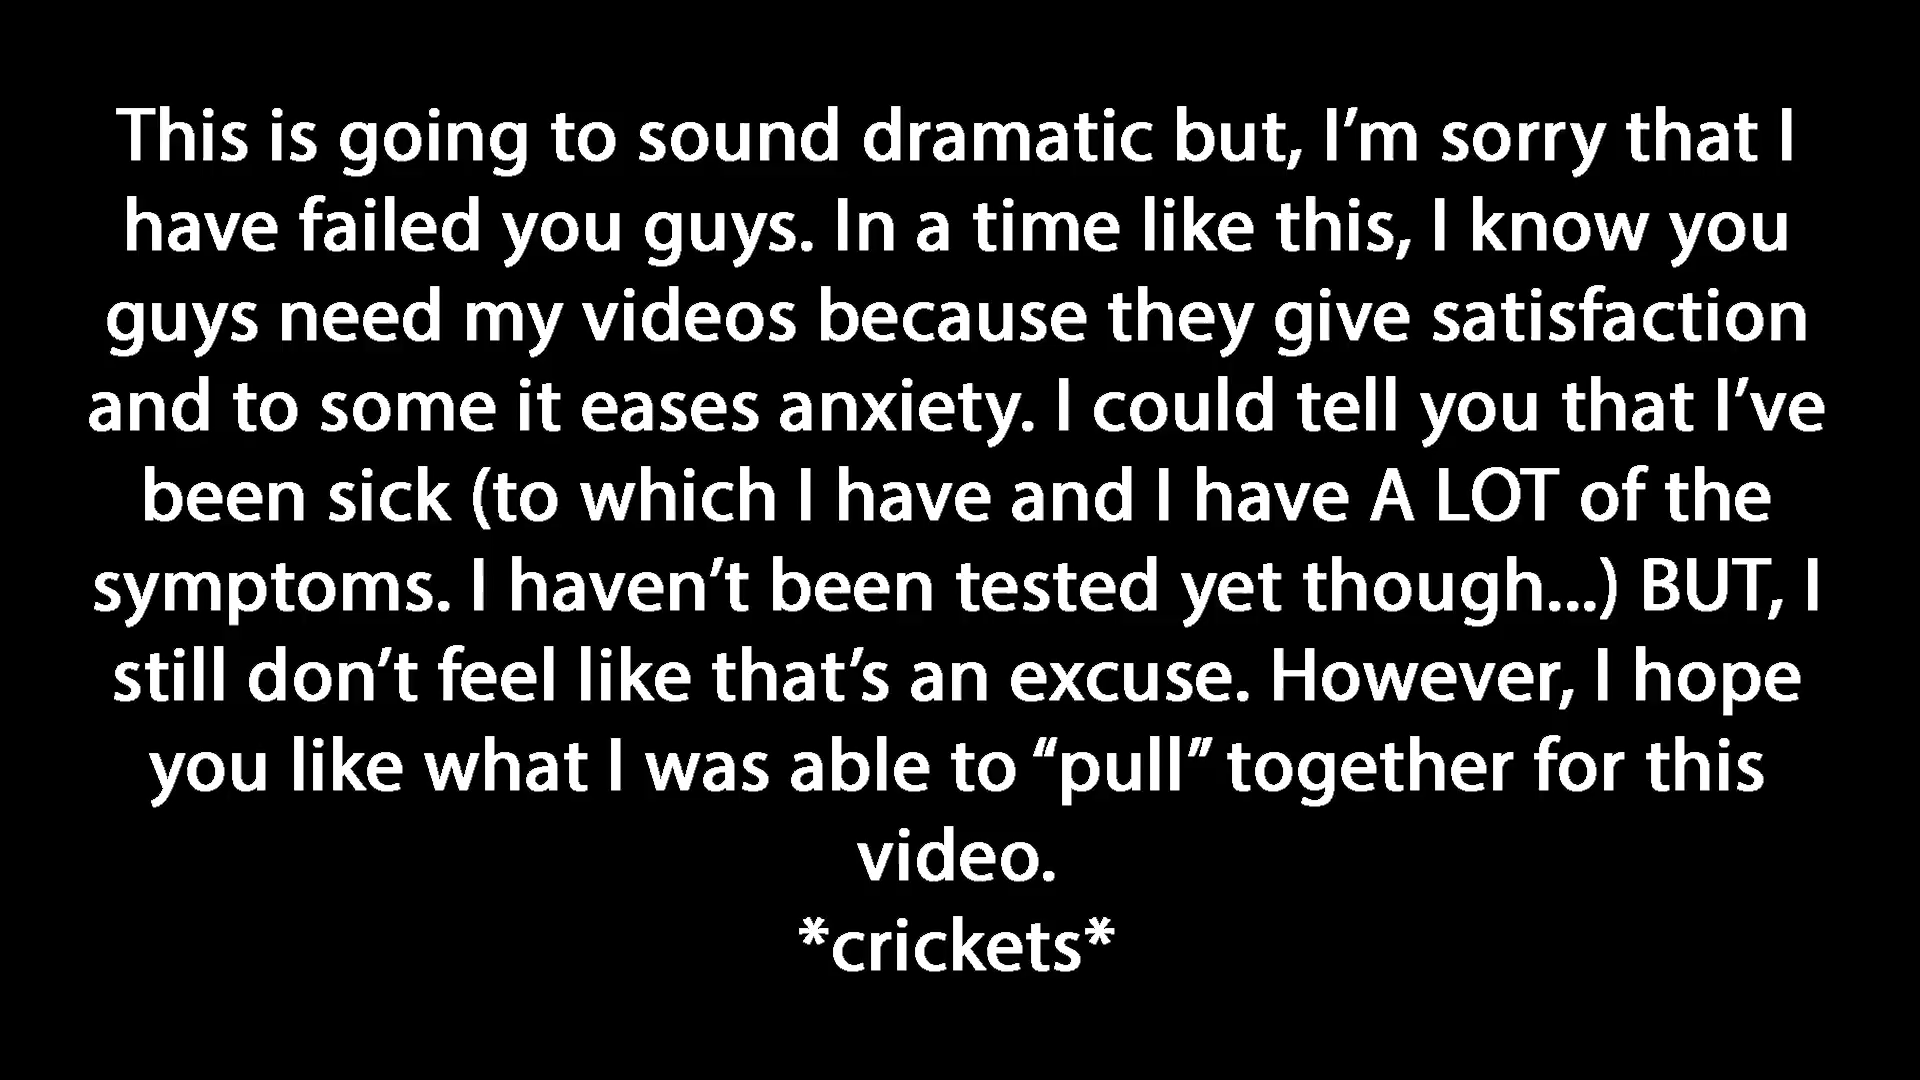 This is going to sound dramatic but, I’m sorry that I
have failed you guys. In a time like this, I know you
guys need my videos because they give satisfaction
and to some it eases anxiety. I could tell you that I’ve
been sick (to which I have and I have A LOT of the
symptoms. I haven’t been tested yet though...) BUT, I
still don’t feel like that’s an excuse. However, I hope
you like what I was able to “pull” together for this
video.
*crickets*